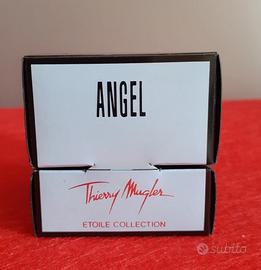 ANGEL
Thierry Mugler
ETOILE COLLECTION
subito